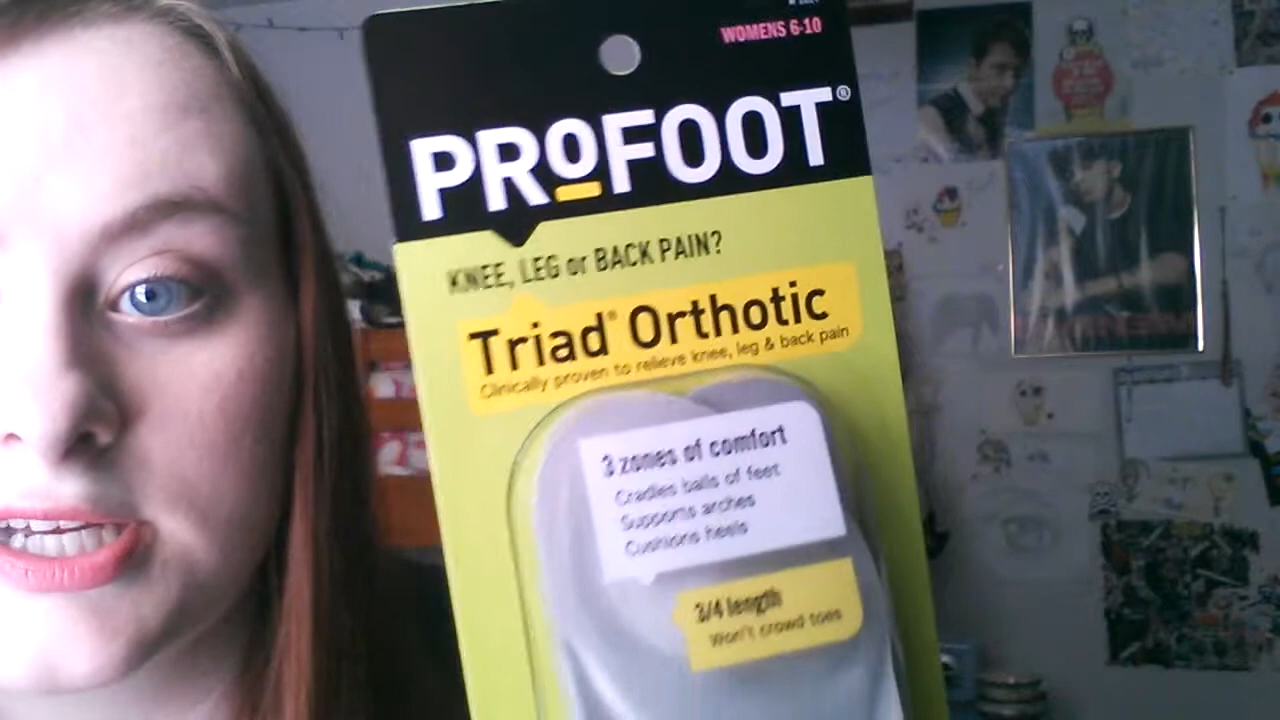 WOMENS 6-10
PROFOOT®
KNEE, LEG or BACK PAIN?
Triad® Orthotic
Clinically proven to relieve knee, leg & back pain
3 zones of comfort
Cradles balls of feet
Supports arches
Cushions heels
3/4 length
Won't crowd toes